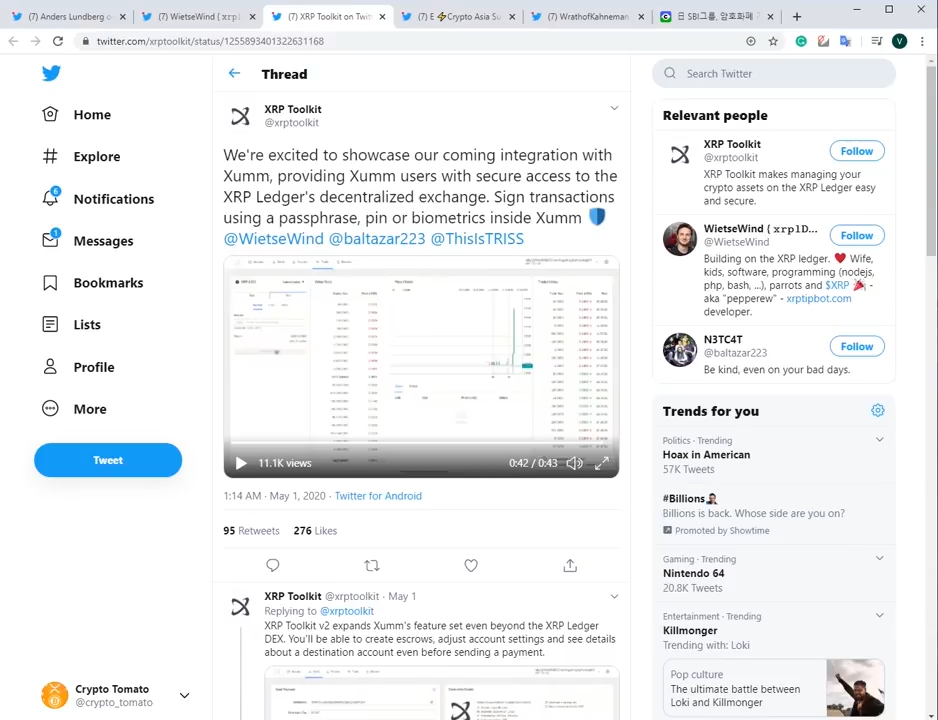 (7) Anders Lundberg o
(7) WietseWind {xrp
(7) XRP Toolkit on Twit
(7) E ⚡Crypto Asia Su
(7) WrathofKahneman
日 SBI그룹, 암호화폐
twitter.com/xrptoolkit/status/1255893401322631168
V
Home
Explore
6
Notifications
1
Messages
Bookmarks
Lists
Profile
More
Tweet
Crypto Tomato
@crypto_tomato
Thread
XRP Toolkit
@xrptoolkit
We're excited to showcase our coming integration with
Xumm, providing Xumm users with secure access to the
XRP Ledger's decentralized exchange. Sign transactions
using a passphrase, pin or biometrics inside Xumm 🛡
@WietseWind @baltazar223 @ThisIsTRISS
11.1K views
0:42 / 0:43
1:14 AM · May 1, 2020 · Twitter for Android
95 Retweets 276 Likes
XRP Toolkit @xrptoolkit · May 1
Replying to @xrptoolkit
XRP Toolkit v2 expands Xumm's feature set even beyond the XRP Ledger
DEX. You'll be able to create escrows, adjust account settings and see details
about a destination account even before sending a payment.
Search Twitter
Relevant people
XRP Toolkit
@xrptoolkit
Follow
XRP Toolkit makes managing your
crypto assets on the XRP Ledger easy
and secure.
WietseWind { xrplD...
@WietseWind
Follow
Building on the XRP ledger. ❤ Wife,
kids, software, programming (nodejs,
php, bash, ...), parrots and $XRP 🎉 -
aka "pepperew" - xrptipbot.com
developer.
N3TC4T
@baltazar223
Follow
Be kind, even on your bad days.
Trends for you
Politics · Trending
Hoax in American
57K Tweets
#Billions
Billions is back. Whose side are you on?
Promoted by Showtime
Gaming · Trending
Nintendo 64
20.8K Tweets
Entertainment · Trending
Killmonger
Trending with: Loki
Pop culture
The ultimate battle between
Loki and Killmonger